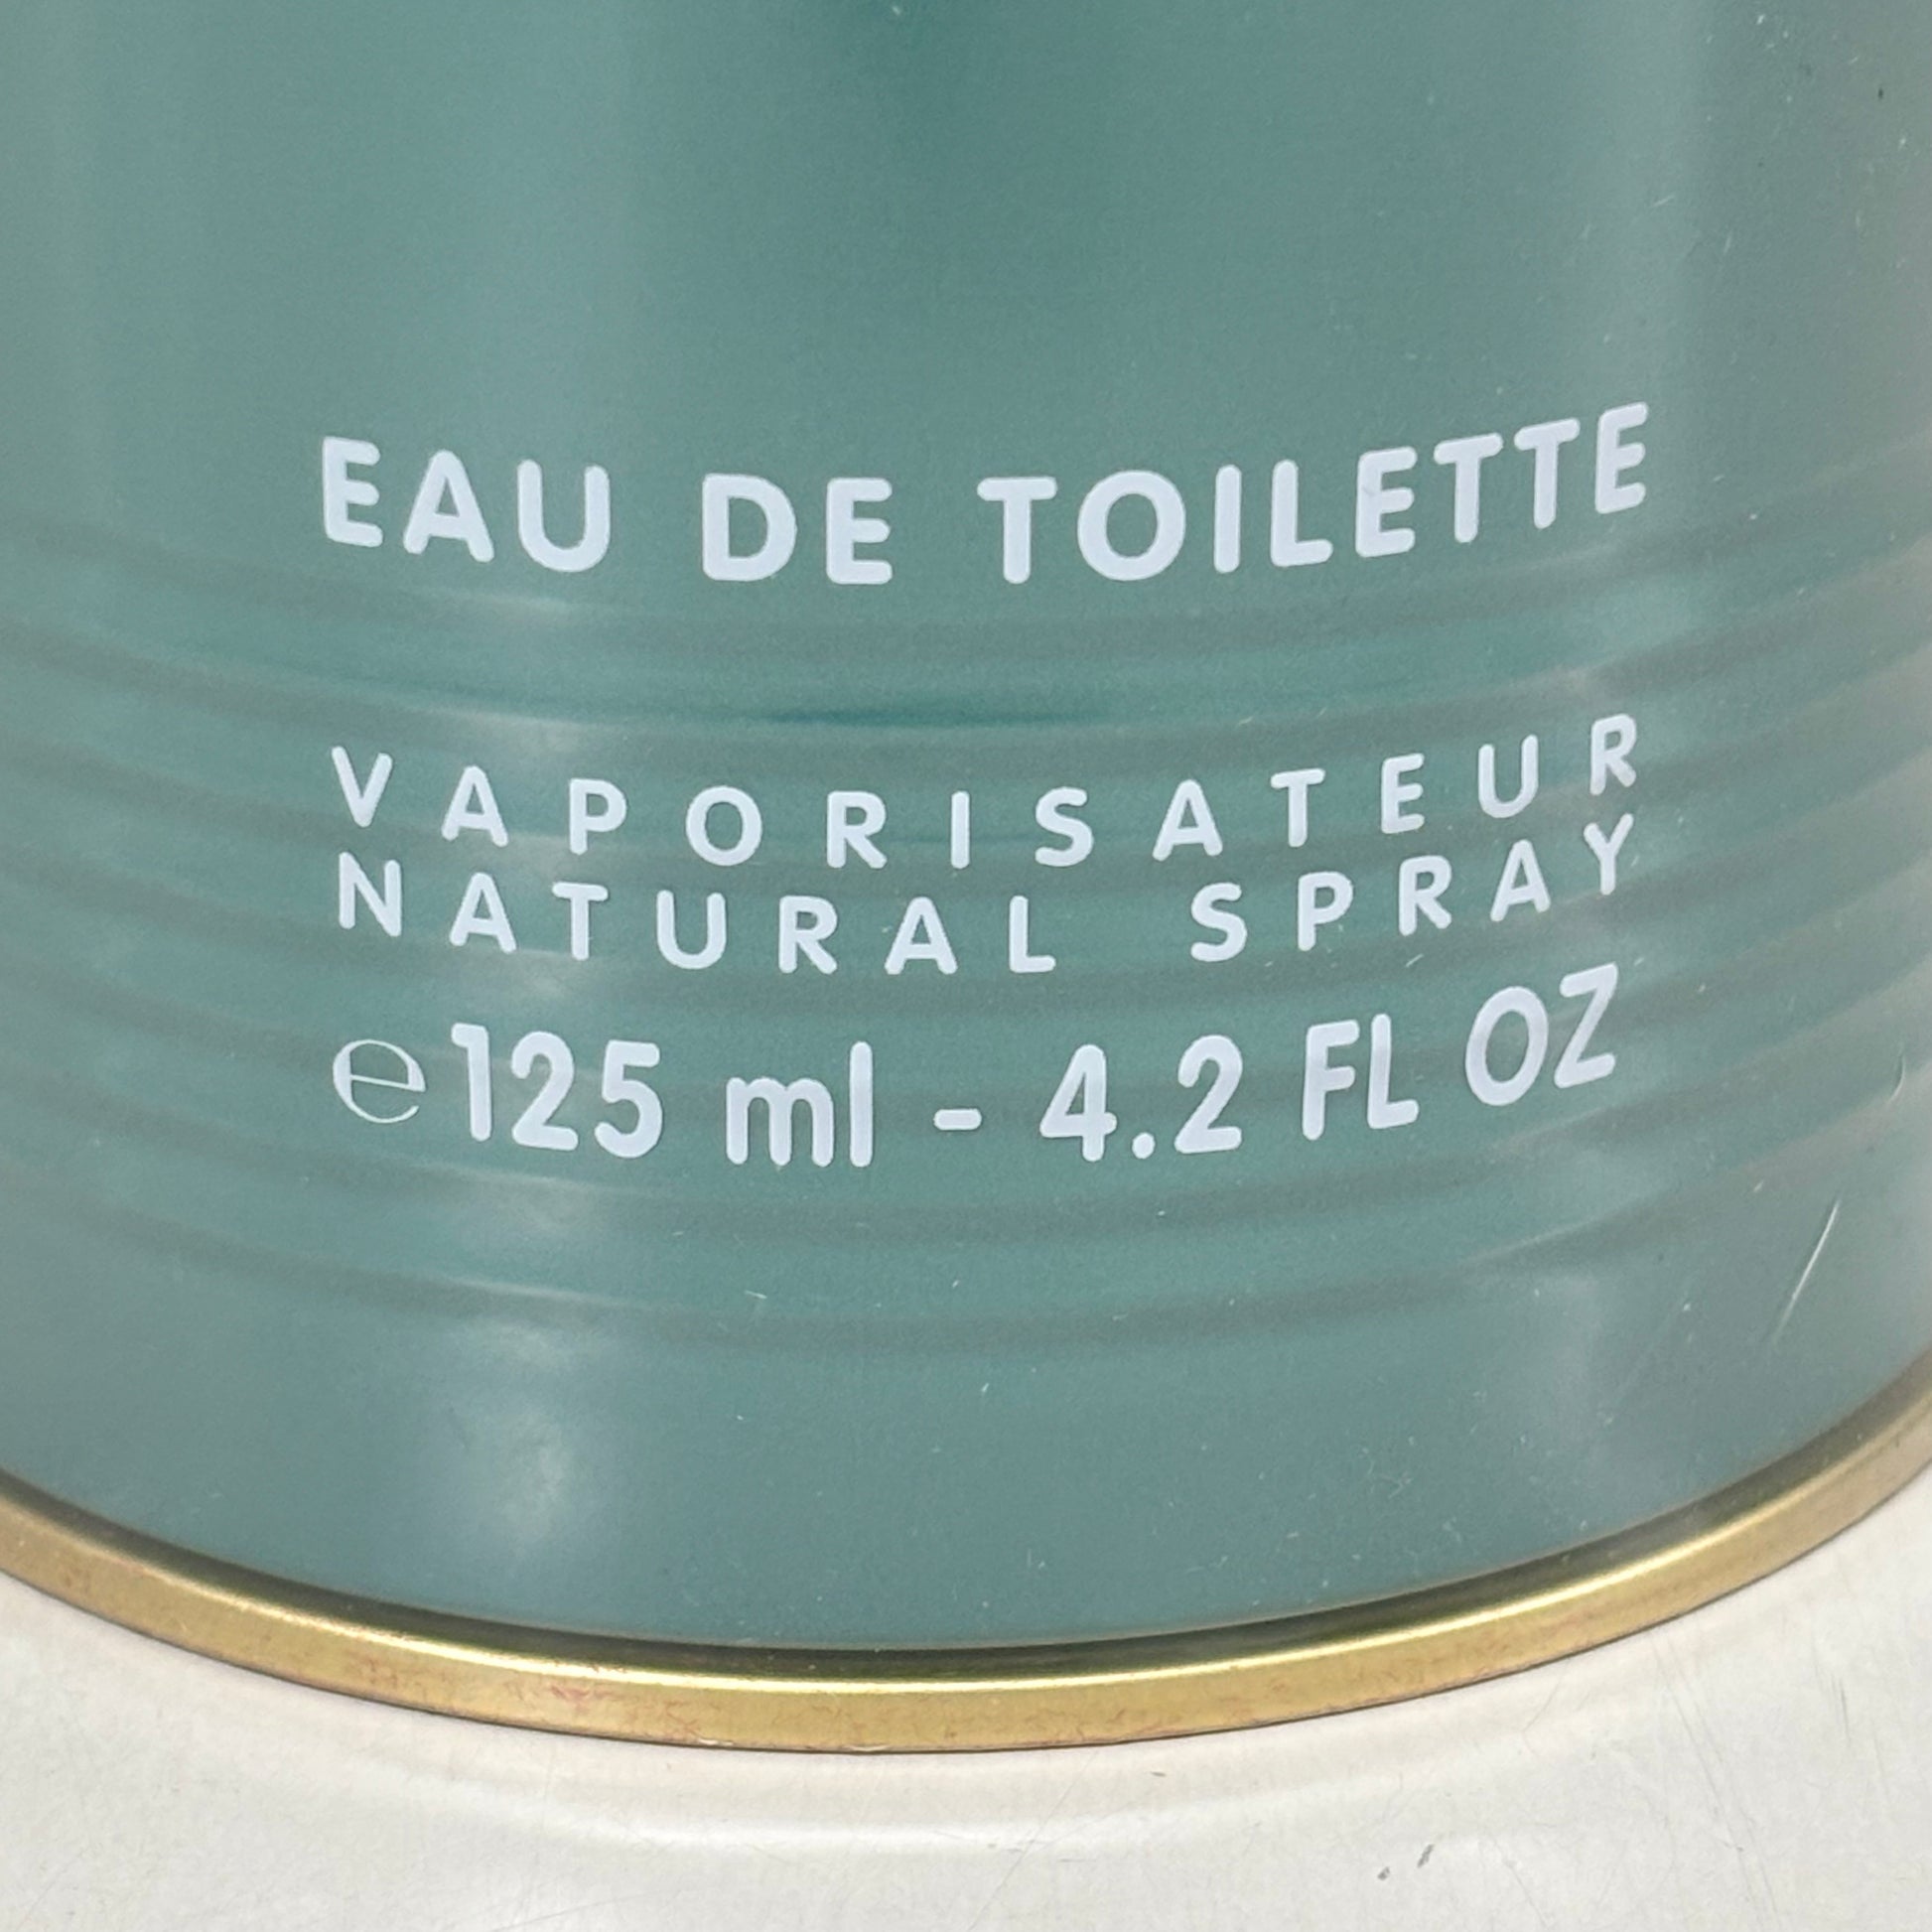 EAU DE TOILETTE
VAPORISATEUR
NATURAL SPRAY
℮125 ml - 4.2 FL OZ